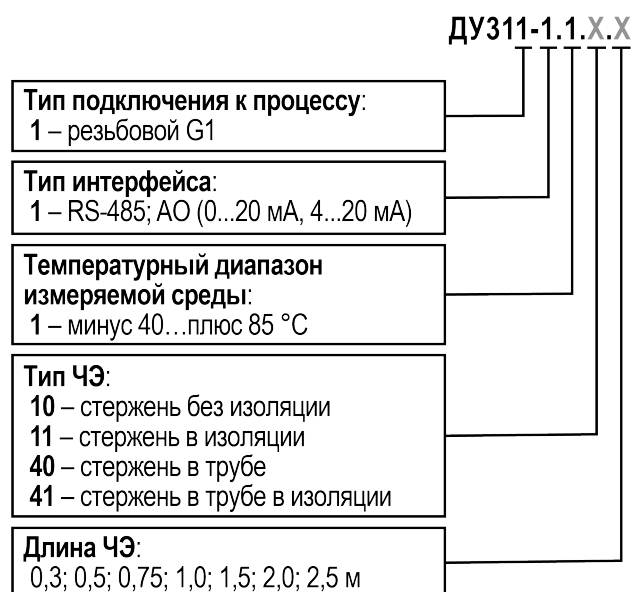 ДУ311-1.1.X.X
Тип подключения к процессу:
1 – резьбовой G1
Тип интерфейса:
1 – RS-485; АО (0...20 мА, 4...20 мА)
Температурный диапазон
измеряемой среды:
1 – минус 40...плюс 85 °С
Тип ЧЭ:
10 – стержень без изоляции
11 – стержень в изоляции
40 – стержень в трубе
41 – стержень в трубе в изоляции
Длина ЧЭ:
0,3; 0,5; 0,75; 1,0; 1,5; 2,0; 2,5 м